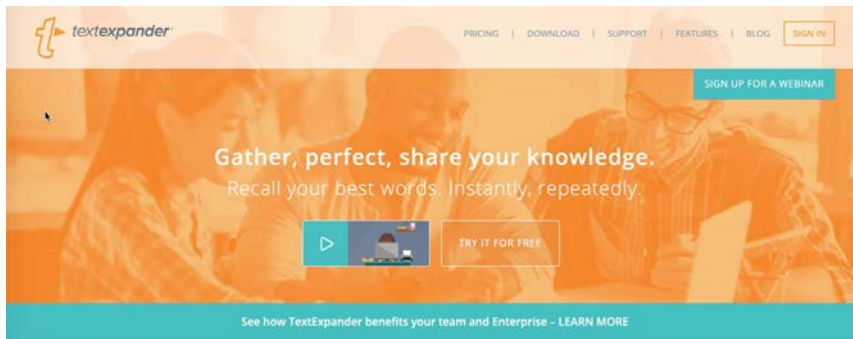 textexpander
PRICING | DOWNLOAD | SUPPORT | FEATURES | BLOG SIGN IN
SIGN UP FOR A WEBINAR
Gather, perfect, share your knowledge.
Recall your best words. Instantly, repeatedly.
TRY IT FOR FREE
See how TextExpander benefits your team and Enterprise – LEARN MORE